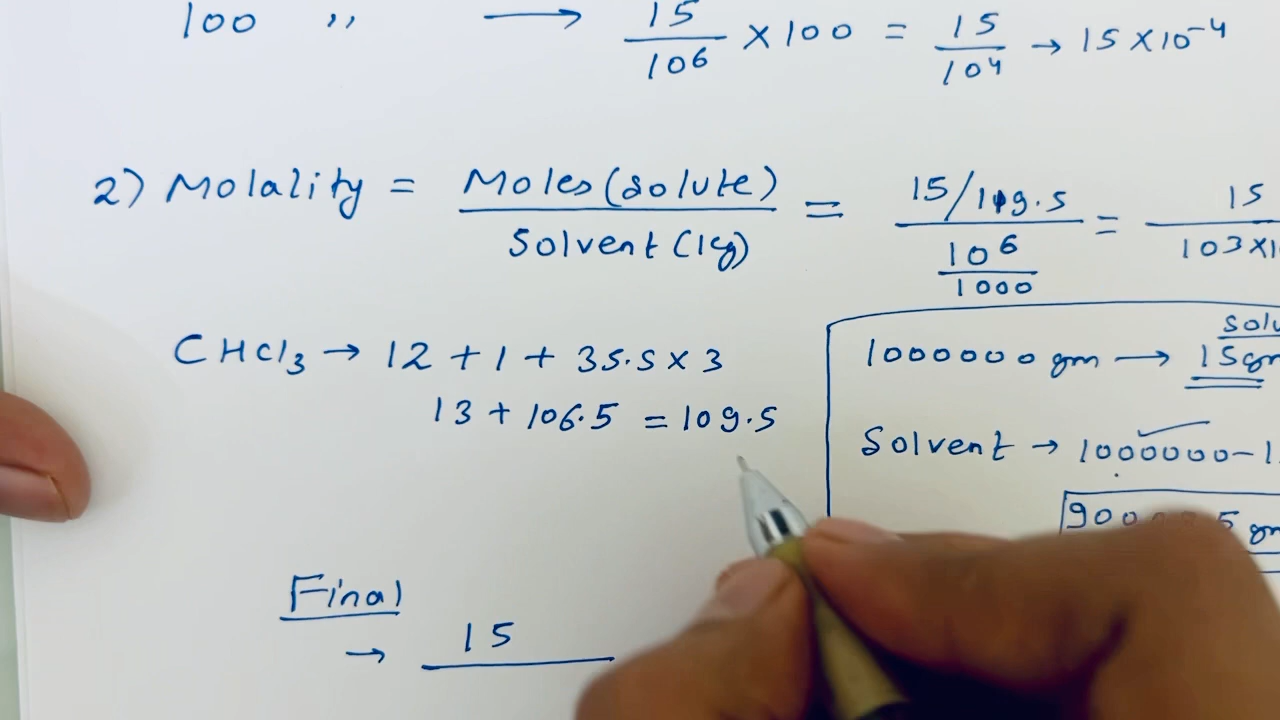 100 ,, → 15/10⁶ × 100 = 15/10⁴ → 15 × 10⁻⁴
2) Molality = Moles (solute) / Solvent (kg) = 15/119.5 / 10⁶/1000 = 15 / 103 ×
CHCl₃ → 12 + 1 + 35.5 × 3
13 + 106.5 = 109.5
1000000 gm → 15
Solvent → 1000000 -
Final
→ 15